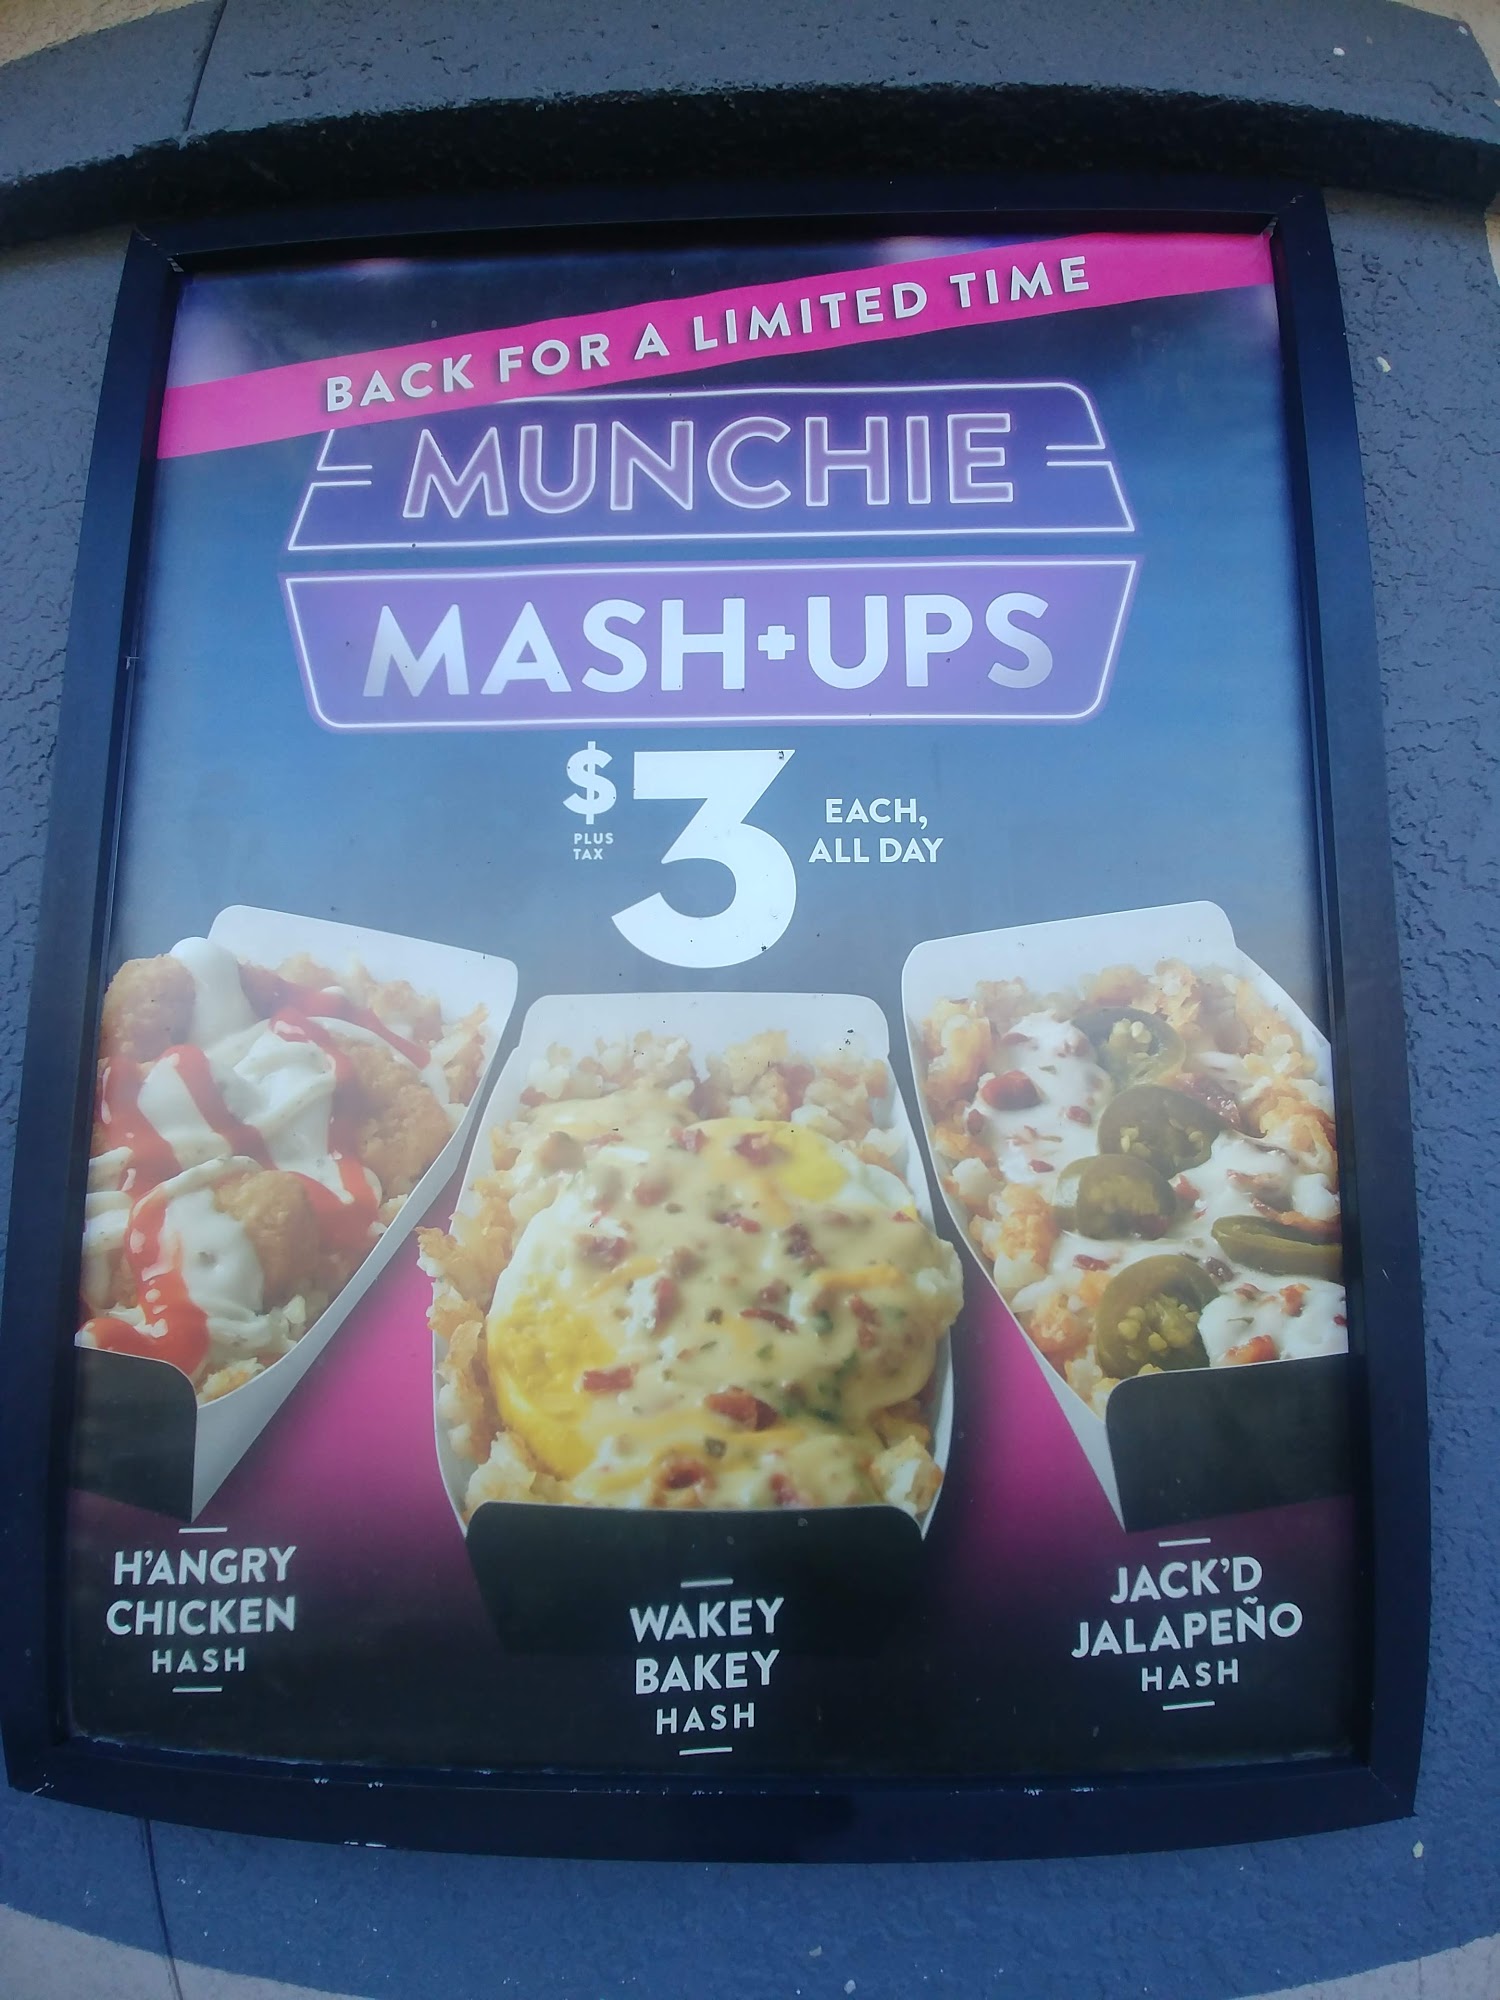 BACK FOR A LIMITED TIME
MUNCHIE
MASH+UPS
$3
PLUS
TAX
EACH,
ALL DAY
H'ANGRY
CHICKEN
HASH
WAKEY
BAKEY
HASH
JACK'D
JALAPEÑO
HASH